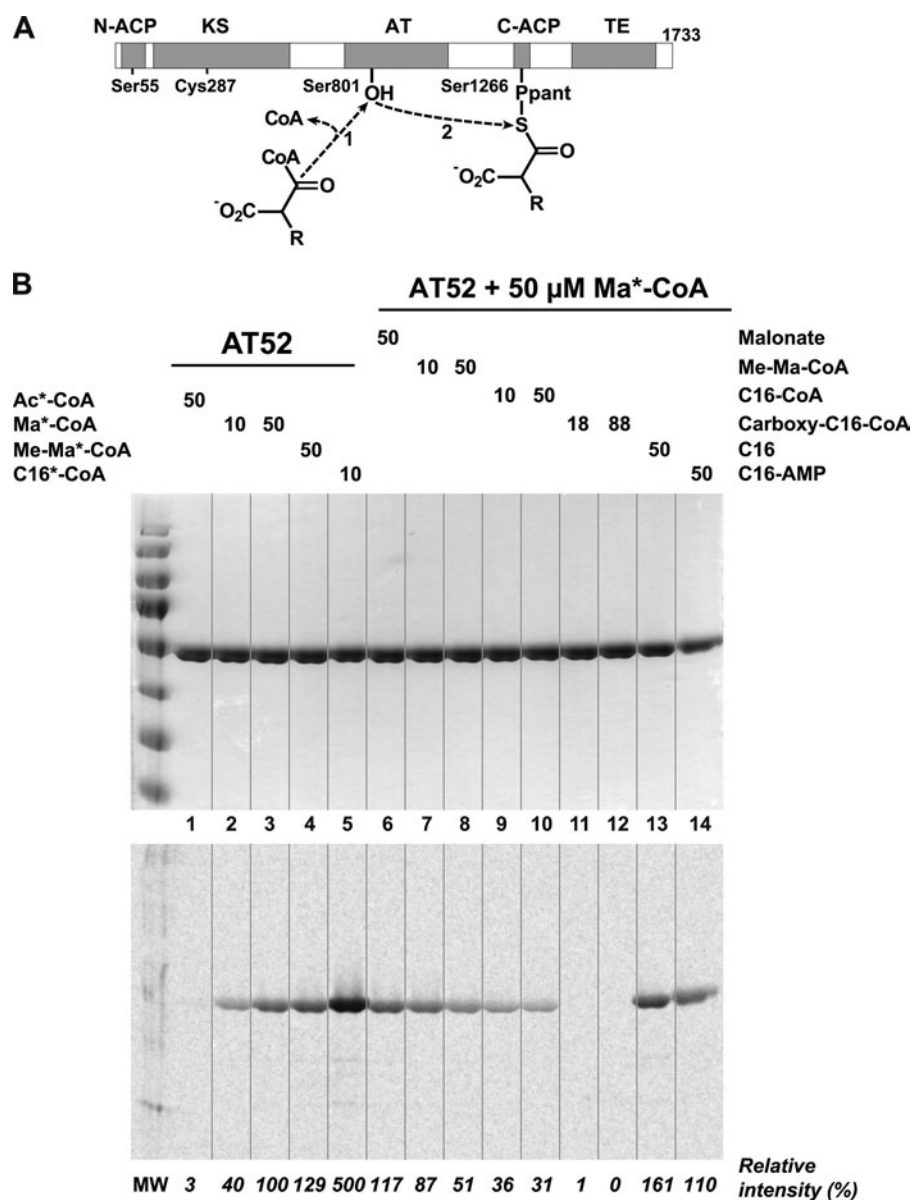 A
N-ACP KS AT C-ACP TE 1733
Ser55 Cys287 Ser801 OH Ser1266 Ppant
CoA 1 2 S
CoA O
O
⁻O₂C R
⁻O₂C R
B
AT52 + 50 µM Ma*-CoA
AT52
50 Malonate
10 50 Me-Ma-CoA
Ac*-CoA 50 10 50 C16-CoA
Ma*-CoA 10 50 18 88 Carboxy-C16-CoA
Me-Ma*-CoA 50 50 C16
C16*-CoA 10 50 C16-AMP
1 2 3 4 5 6 7 8 9 10 11 12 13 14
MW 3 40 100 129 500 117 87 51 36 31 1 0 161 110 Relative
intensity (%)